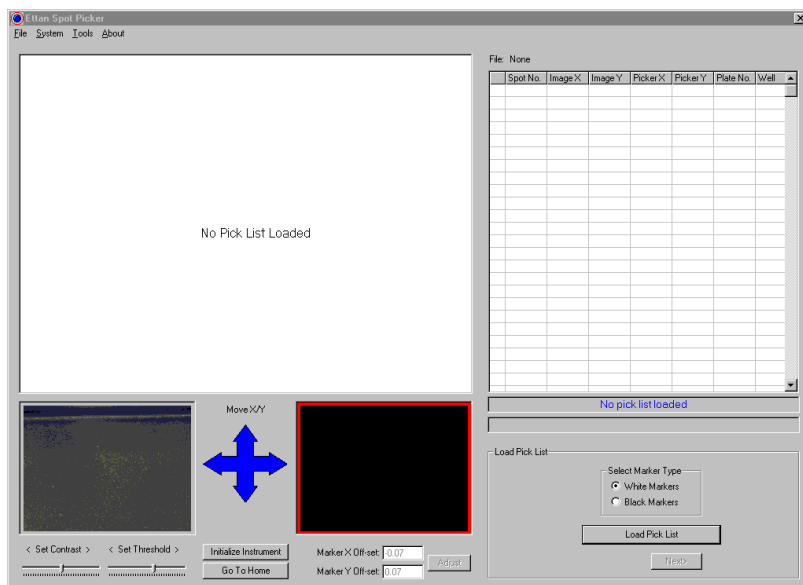 Ettan Spot Picker
File System Tools About
No Pick List Loaded
File: None
Spot No. Image X Image Y Picker X Picker Y Plate No. Well
No pick list loaded
Move X/Y
Load Pick List
Select Marker Type
White Markers
Black Markers
Load Pick List
Next>
< Set Contrast > < Set Threshold >
Initialize Instrument
Go To Home
Marker X Off-set: -0.07
Marker Y Off-set: 0.07
Adjust